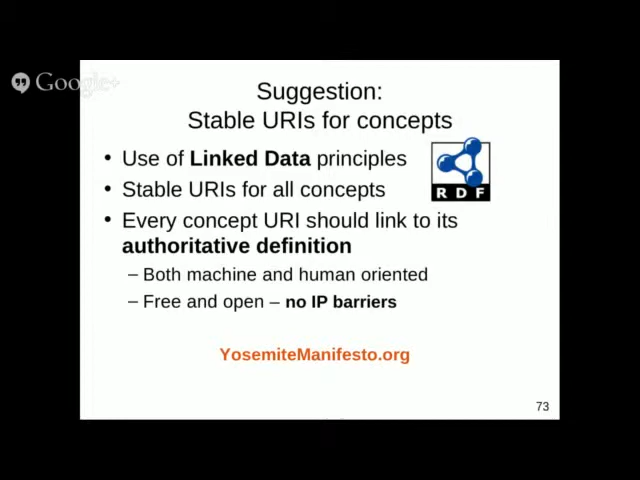 Google+
Suggestion:
Stable URIs for concepts
• Use of Linked Data principles
• Stable URIs for all concepts
• Every concept URI should link to its
authoritative definition
– Both machine and human oriented
– Free and open – no IP barriers
RDF
YosemiteManifesto.org
73